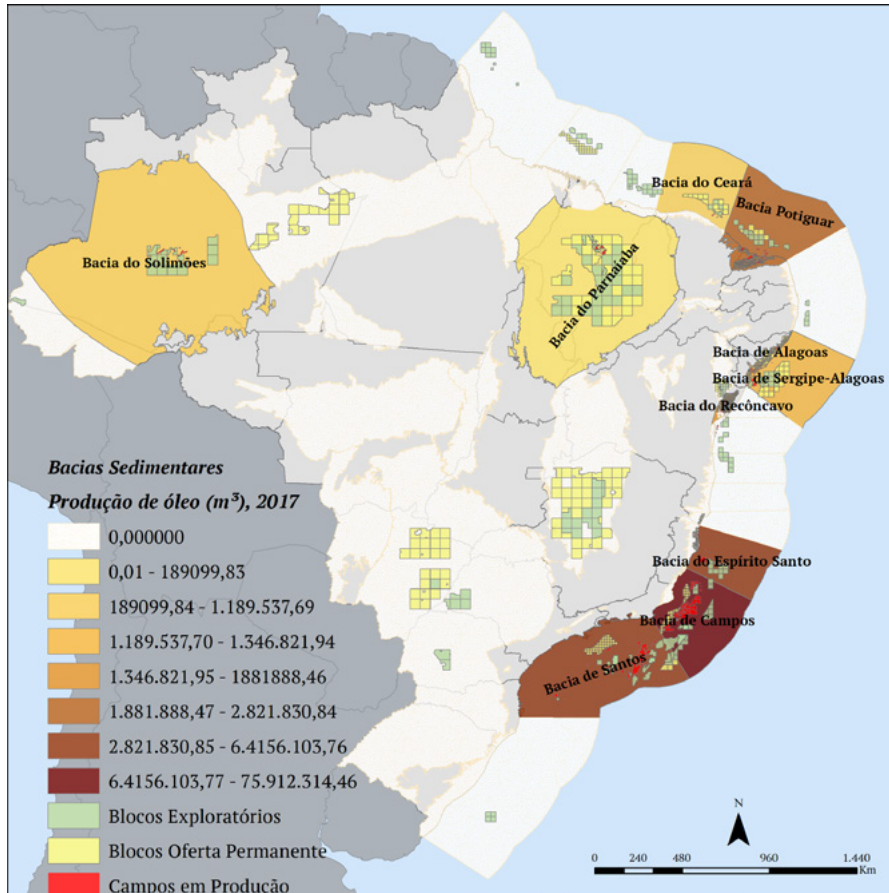 Bacia do Ceará
Bacia Potiguar
Bacia do Solimões
Bacia do Parnaiaba
Bacia de Alagoas
Bacia de Sergipe-Alagoas
Bacia do Recôncavo
Bacia do Espírito Santo
Bacia de Campos
Bacia de Santos
Bacias Sedimentares
Produção de óleo (m³), 2017
0,000000
0,01 - 189099,83
189099,84 - 1.189.537,69
1.189.537,70 - 1.346.821,94
1.346.821,95 - 1881888,46
1.881.888,47 - 2.821.830,84
2.821.830,85 - 6.4156.103,76
6.4156.103,77 - 75.912.314,46
Blocos Exploratórios
Blocos Oferta Permanente
Campos em Produção
N
0 240 480 960 1.440
Km